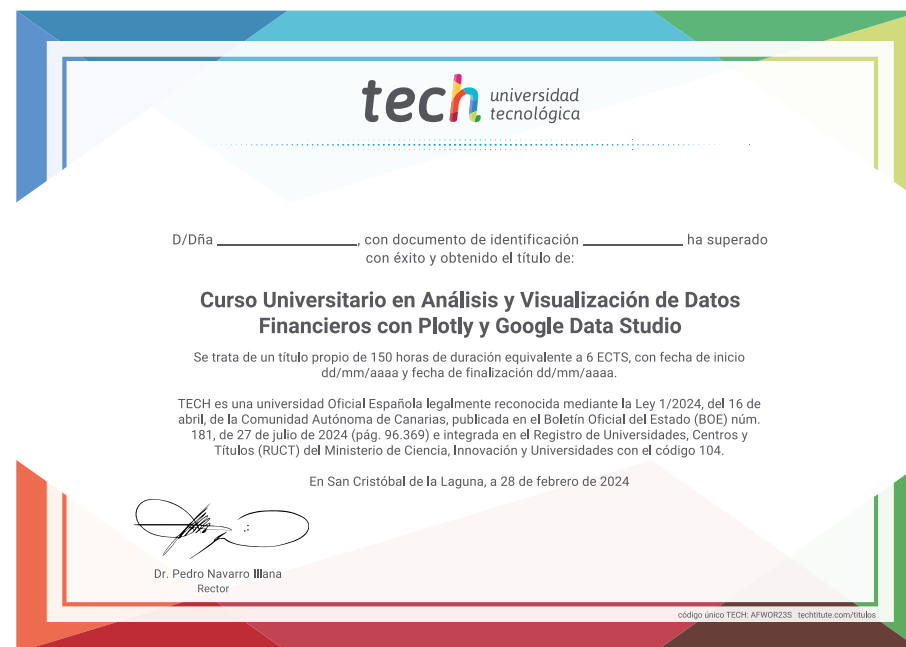 tech universidad
tecnológica
D/Dña ________________, con documento de identificación ____________ ha superado
con éxito y obtenido el título de:
Curso Universitario en Análisis y Visualización de Datos
Financieros con Plotly y Google Data Studio
Se trata de un título propio de 150 horas de duración equivalente a 6 ECTS, con fecha de inicio
dd/mm/aaaa y fecha de finalización dd/mm/aaaa.
TECH es una universidad Oficial Española legalmente reconocida mediante la Ley 1/2024, del 16 de
abril, de la Comunidad Autónoma de Canarias, publicada en el Boletín Oficial del Estado (BOE) núm.
181, de 27 de julio de 2024 (pág. 96.369) e integrada en el Registro de Universidades, Centros y
Títulos (RUCT) del Ministerio de Ciencia, Innovación y Universidades con el código 104.
En San Cristóbal de la Laguna, a 28 de febrero de 2024
Dr. Pedro Navarro Illana
Rector
código único TECH: AFWOR23S techtitute.com/titulos